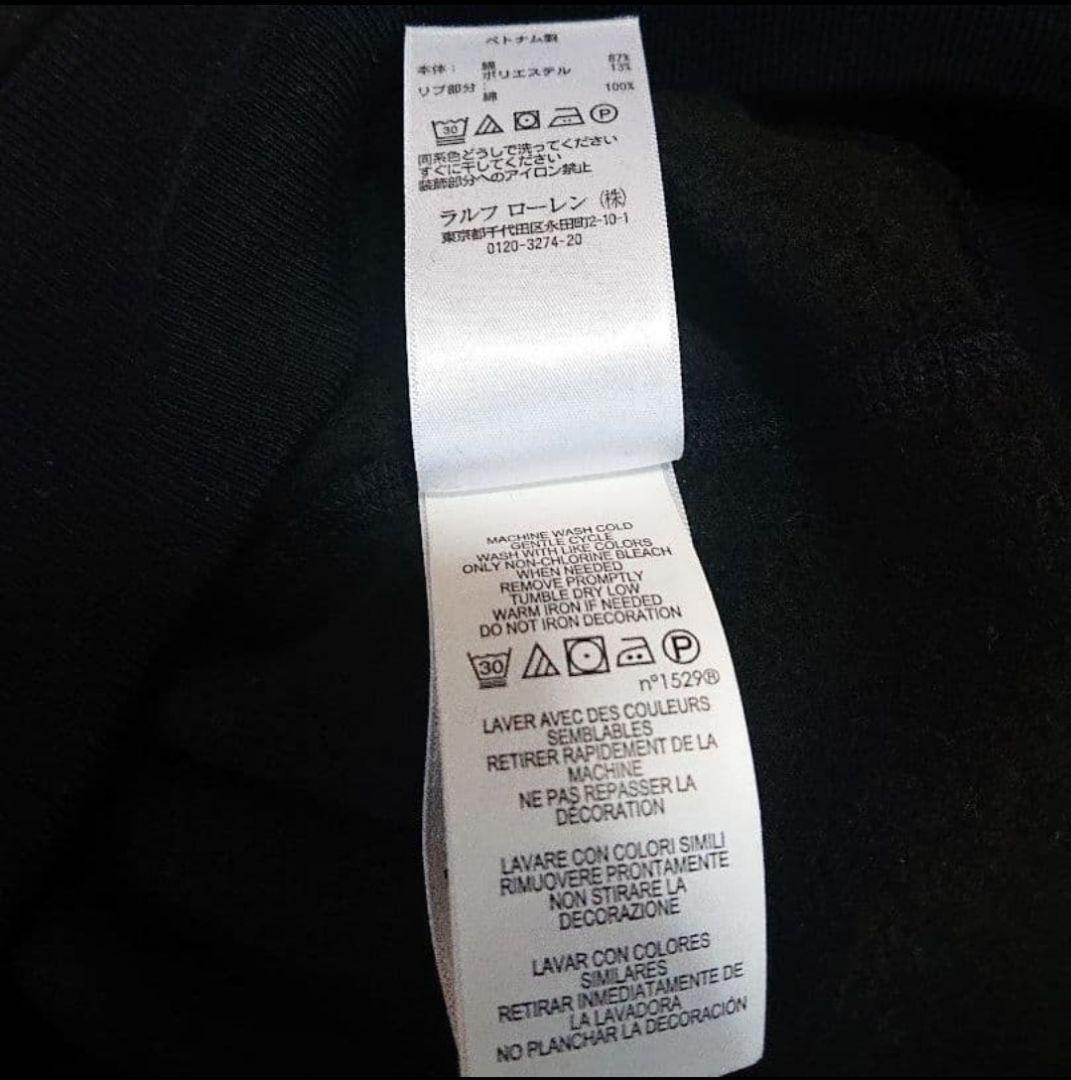 ベトナム製
本体： 綿 87%
ポリエステル 13%
リブ部分：
綿 100%
30 P
同系色どうしで洗ってください
すぐに干してください
装飾部分へのアイロン禁止
ラルフ ローレン（株）
東京都千代田区永田町2-10-1
0120-3274-20
MACHINE WASH COLD
GENTLE CYCLE
WASH WITH LIKE COLORS
ONLY NON-CHLORINE BLEACH
WHEN NEEDED
REMOVE PROMPTLY
TUMBLE DRY LOW
WARM IRON IF NEEDED
DO NOT IRON DECORATION
30 P
n°1529®
LAVER AVEC DES COULEURS
SEMBLABLES
RETIRER RAPIDEMENT DE LA
MACHINE
NE PAS REPASSER LA
DÉCORATION
LAVARE CON COLORI SIMILI
RIMUOVERE PRONTAMENTE
NON STIRARE LA
DECORAZIONE
LAVAR CON COLORES
SIMILARES
RETIRAR INMEDIATAMENTE DE
LA LAVADORA
NO PLANCHAR LA DECORACIÓN